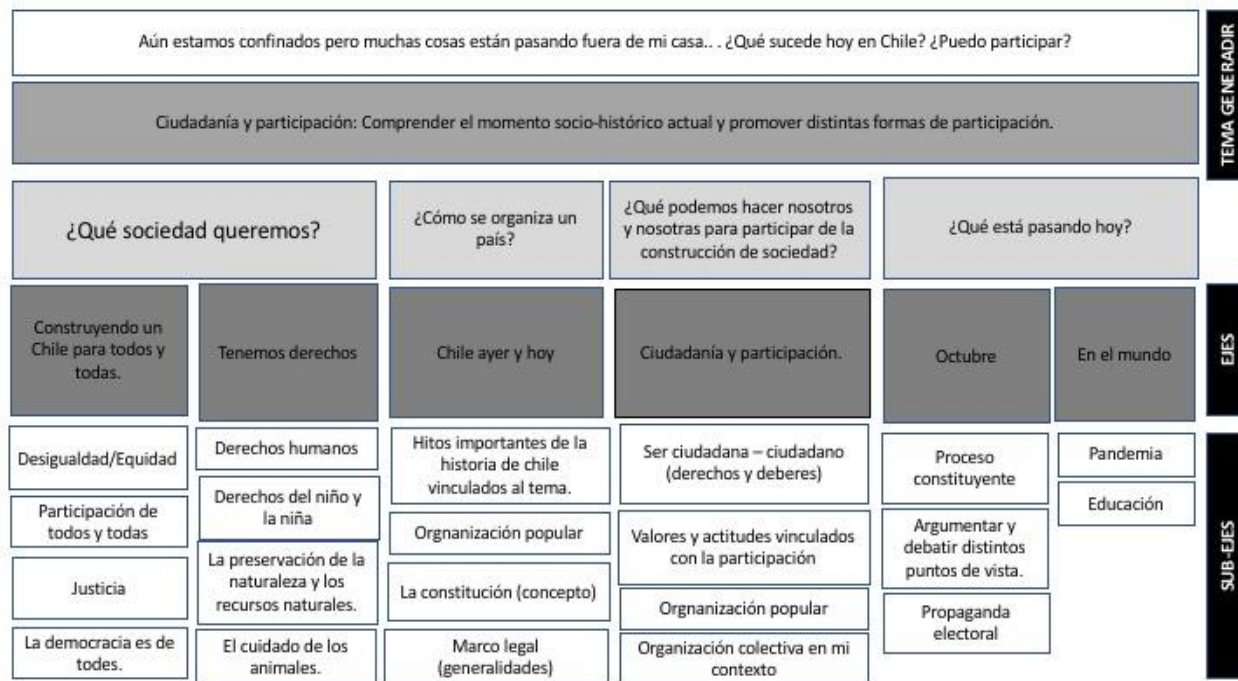 Aún estamos confinados pero muchas cosas están pasando fuera de mi casa.. . ¿Qué sucede hoy en Chile? ¿Puedo participar?
Ciudadanía y participación: Comprender el momento socio-histórico actual y promover distintas formas de participación.
TEMA GENERADIR
¿Qué sociedad queremos?
¿Cómo se organiza un
país?
¿Qué podemos hacer nosotros
y nosotras para participar de la
construcción de sociedad?
¿Qué está pasando hoy?
Construyendo un
Chile para todos y
todas.
Tenemos derechos
Chile ayer y hoy
Ciudadanía y participación.
Octubre
En el mundo
EJES
Desigualdad/Equidad
Participación de
todos y todas
Justicia
La democracia es de
todes.
Derechos humanos
Derechos del niño y
la niña
La preservación de la
naturaleza y los
recursos naturales.
El cuidado de los
animales.
Hitos importantes de la
historia de chile
vinculados al tema.
Orgnanización popular
La constitución (concepto)
Marco legal
(generalidades)
Ser ciudadana – ciudadano
(derechos y deberes)
Valores y actitudes vinculados
con la participación
Orgnanización popular
Organización colectiva en mi
contexto
Proceso
constituyente
Argumentar y
debatir distintos
puntos de vista.
Propaganda
electoral
Pandemia
Educación
SUB-EJES